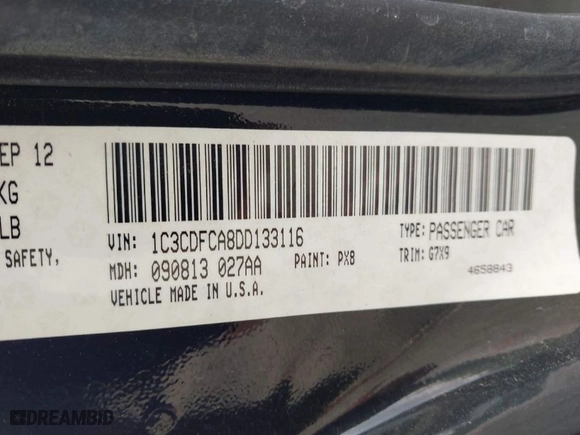 EP 12
KG
LB
SAFETY,
VIN: 1C3CDFCA8DD133116
TYPE: PASSENGER CAR
MDH: 090813 027AA
PAINT: PX8
TRIM: G7X9
VEHICLE MADE IN U.S.A.
4658843
DREAMBID